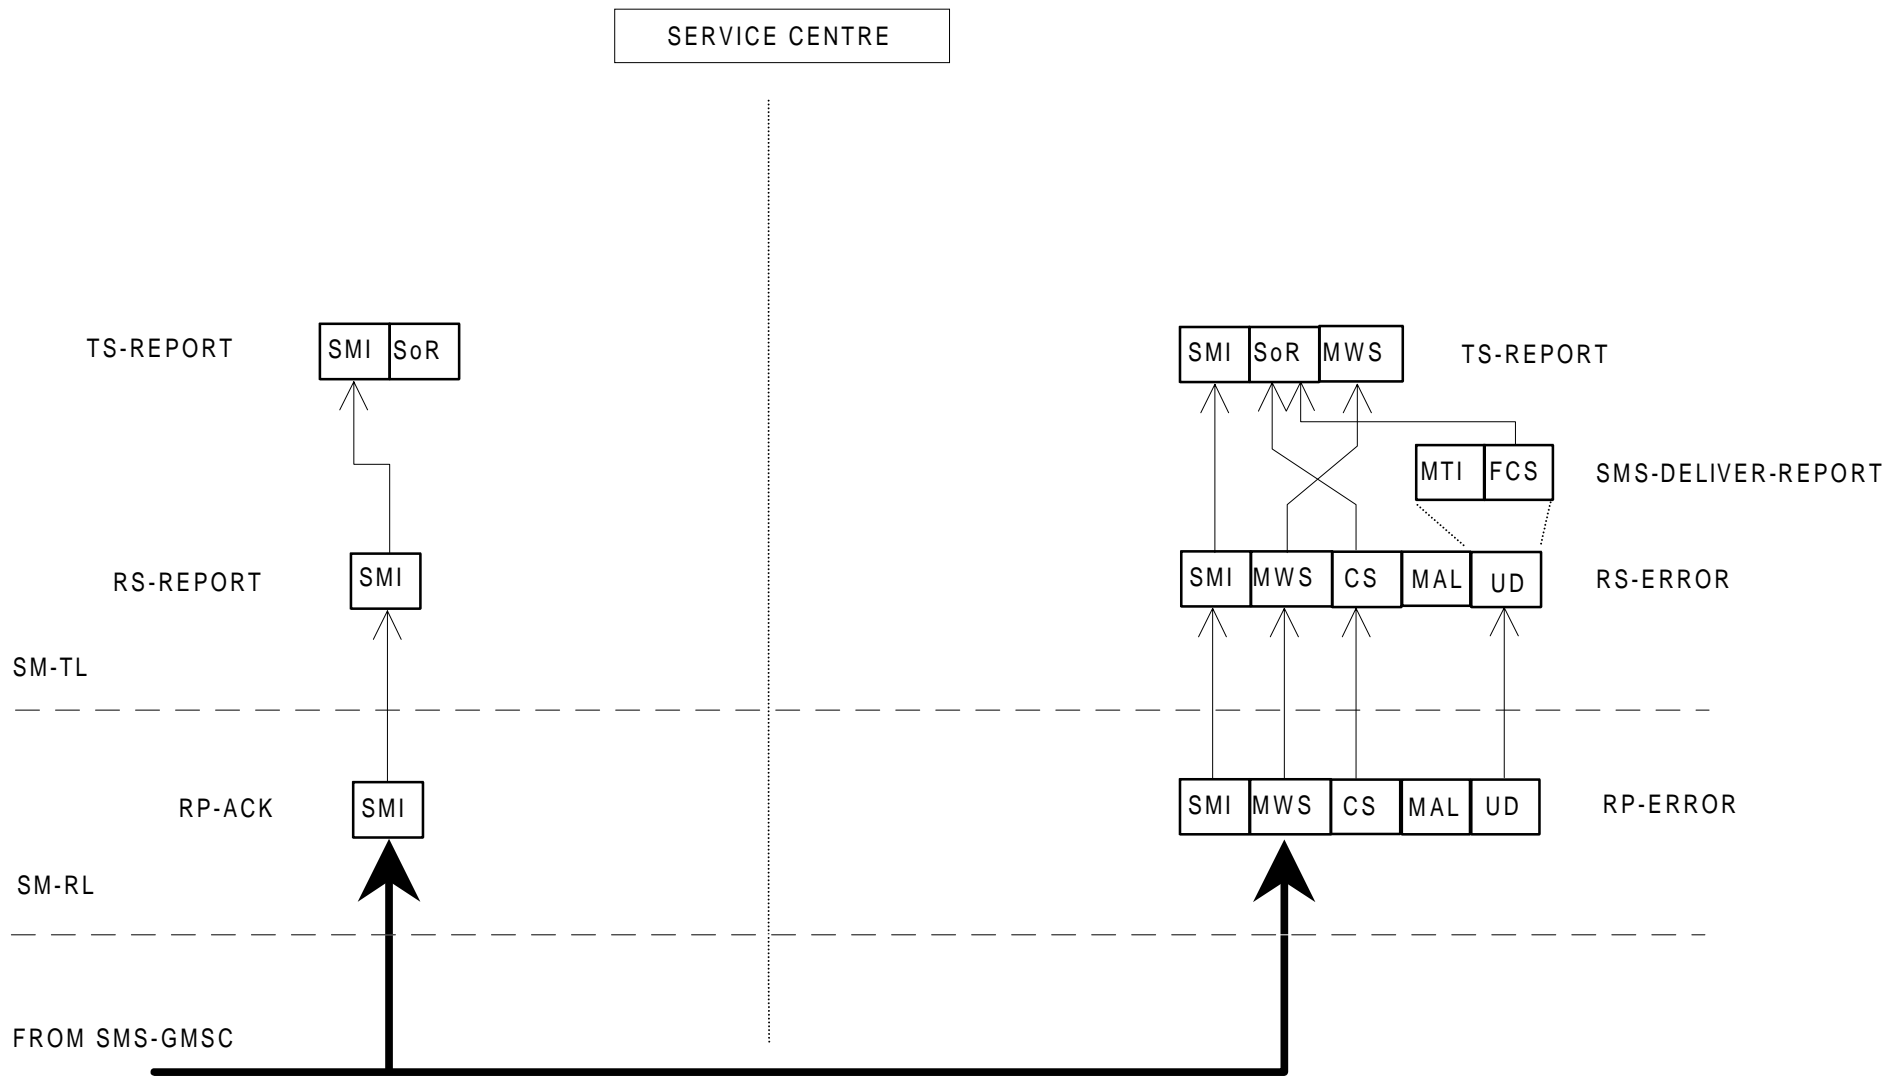 SERVICE CENTRE
TS-REPORT SMI SoR SMI SoR MWS TS-REPORT
MTI FCS SMS-DELIVER-REPORT
RS-REPORT SMI SMI MWS CS MAL UD RS-ERROR
SM-TL
RP-ACK SMI SMI MWS CS MAL UD RP-ERROR
SM-RL
FROM SMS-GMSC